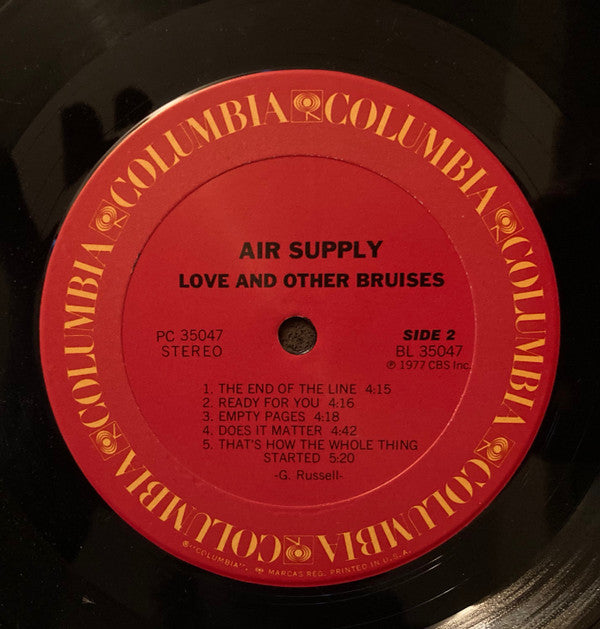 COLUMBIA COLUMBIA COLUMBIA COLUMBIA COLUMBIA COLUMBIA
AIR SUPPLY
LOVE AND OTHER BRUISES
PC 35047
STEREO
SIDE 2
BL 35047
℗ 1977 CBS Inc.
1. THE END OF THE LINE 4:15
2. READY FOR YOU 4:16
3. EMPTY PAGES 4:18
4. DOES IT MATTER 4:42
5. THAT'S HOW THE WHOLE THING
STARTED 5:20
-G. Russell-
®"COLUMBIA", MARCAS REG. PRINTED IN U.S.A.